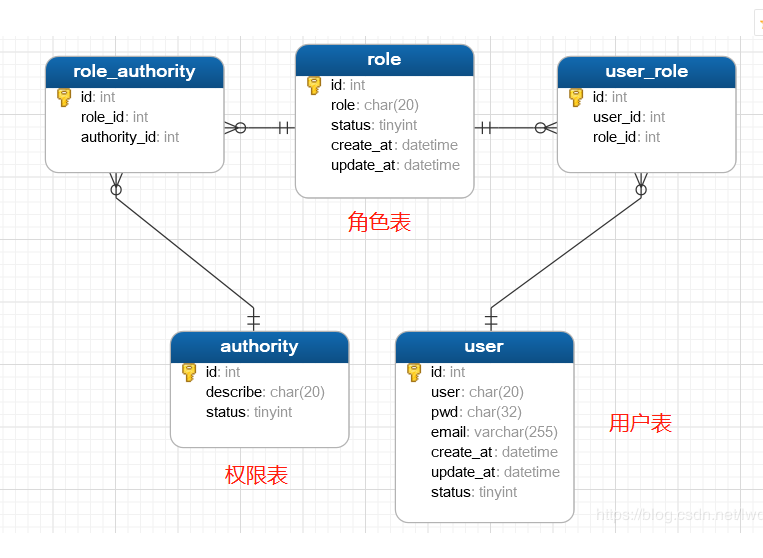 role_authority
id: int
role_id: int
authority_id: int
role
id: int
role: char(20)
status: tinyint
create_at: datetime
update_at: datetime
user_role
id: int
user_id: int
role_id: int
角色表
authority
id: int
describe: char(20)
status: tinyint
权限表
user
id: int
user: char(20)
pwd: char(32)
email: varchar(255)
create_at: datetime
update_at: datetime
status: tinyint
用户表
https://blog.csdn.net/lwc